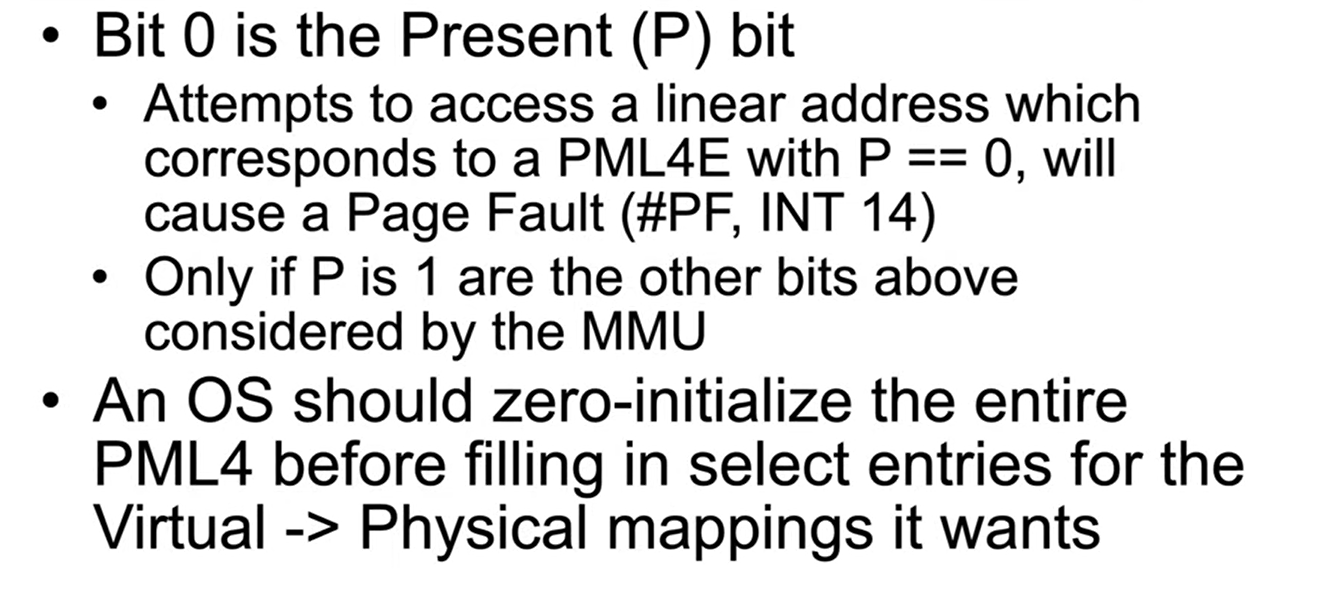 • Bit 0 is the Present (P) bit
• Attempts to access a linear address which
corresponds to a PML4E with P == 0, will
cause a Page Fault (#PF, INT 14)
• Only if P is 1 are the other bits above
considered by the MMU
• An OS should zero-initialize the entire
PML4 before filling in select entries for the
Virtual -> Physical mappings it wants